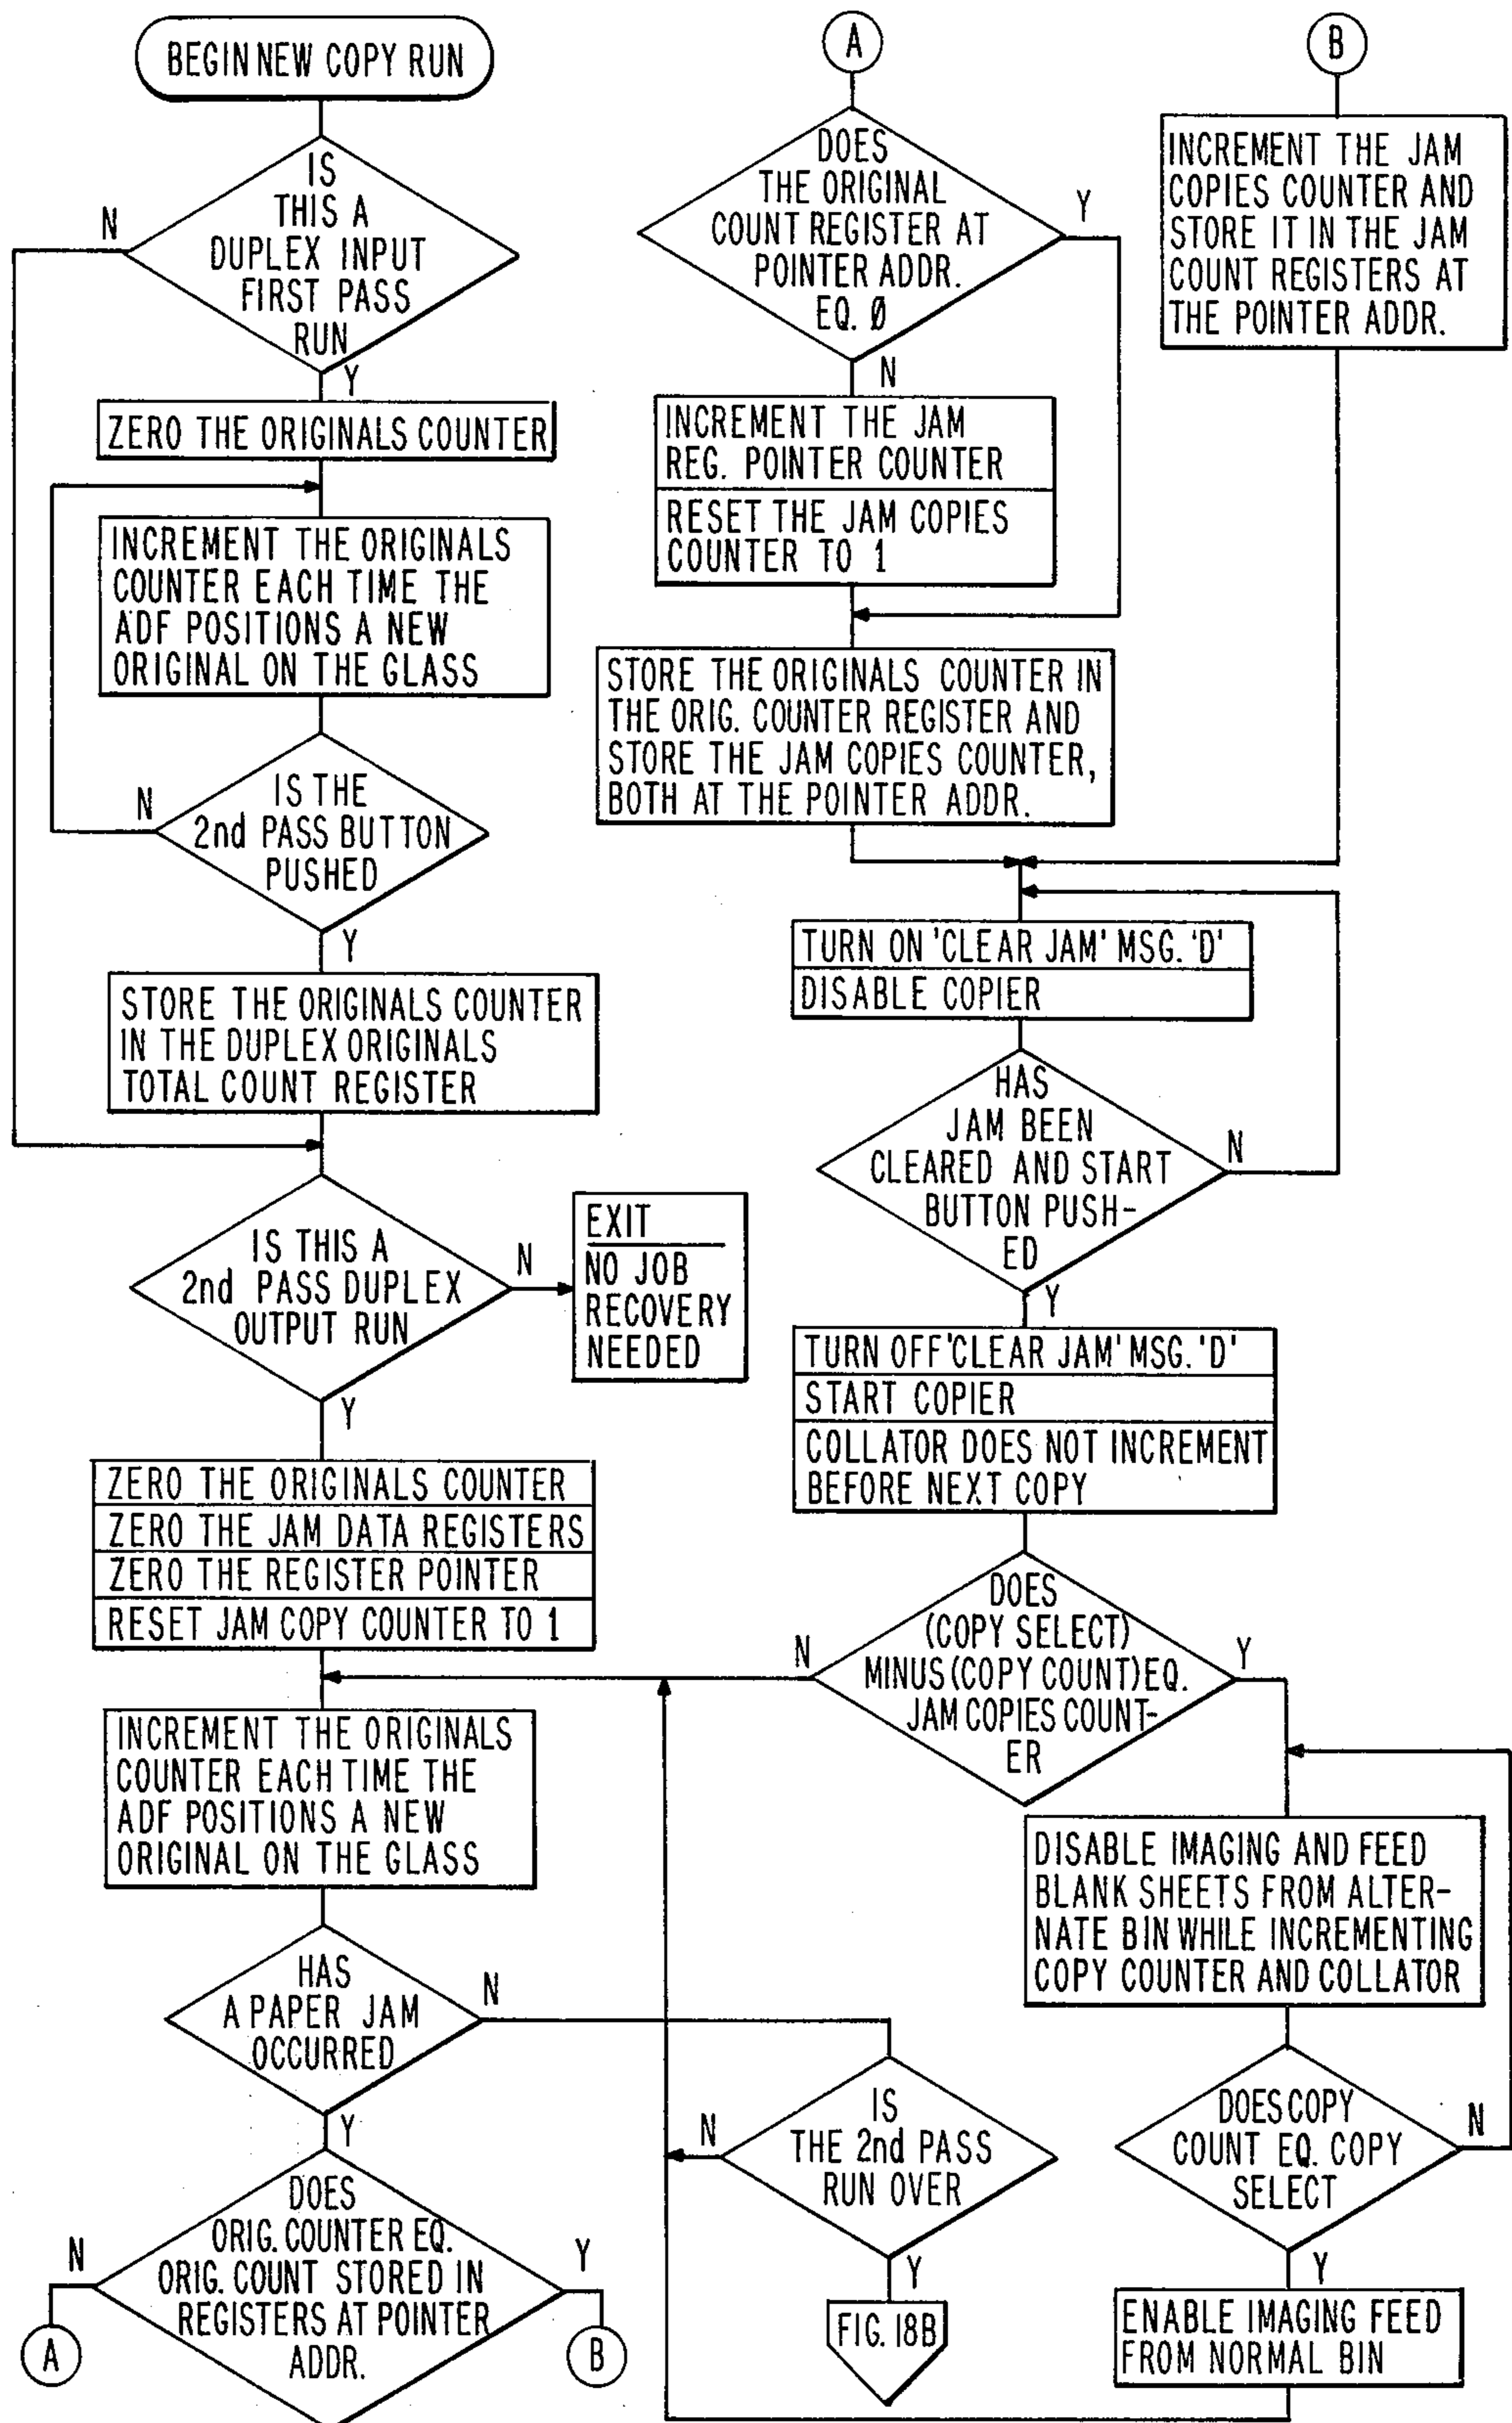 BEGIN NEW COPY RUN
IS
THIS A
DUPLEX INPUT
FIRST PASS
RUN
N
Y
ZERO THE ORIGINALS COUNTER
INCREMENT THE ORIGINALS
COUNTER EACH TIME THE
ADF POSITIONS A NEW
ORIGINAL ON THE GLASS
IS THE
2nd PASS BUTTON
PUSHED
N
Y
STORE THE ORIGINALS COUNTER
IN THE DUPLEX ORIGINALS
TOTAL COUNT REGISTER
IS THIS A
2nd PASS DUPLEX
OUTPUT RUN
N
EXIT
NO JOB
RECOVERY
NEEDED
Y
ZERO THE ORIGINALS COUNTER
ZERO THE JAM DATA REGISTERS
ZERO THE REGISTER POINTER
RESET JAM COPY COUNTER TO 1
INCREMENT THE ORIGINALS
COUNTER EACH TIME THE
ADF POSITIONS A NEW
ORIGINAL ON THE GLASS
HAS
A PAPER JAM
OCCURRED
N
Y
DOES
ORIG. COUNTER EQ.
ORIG. COUNT STORED IN
REGISTERS AT POINTER
ADDR.
N
Y
A
B
A
DOES
THE ORIGINAL
COUNT REGISTER AT
POINTER ADDR.
EQ. Ø
Y
N
INCREMENT THE JAM
REG. POINTER COUNTER
RESET THE JAM COPIES
COUNTER TO 1
STORE THE ORIGINALS COUNTER IN
THE ORIG. COUNTER REGISTER AND
STORE THE JAM COPIES COUNTER,
BOTH AT THE POINTER ADDR.
TURN ON 'CLEAR JAM' MSG. 'D'
DISABLE COPIER
HAS
JAM BEEN
CLEARED AND START
BUTTON PUSH-
ED
N
Y
TURN OFF 'CLEAR JAM' MSG. 'D'
START COPIER
COLLATOR DOES NOT INCREMENT
BEFORE NEXT COPY
DOES
(COPY SELECT)
MINUS (COPY COUNT) EQ.
JAM COPIES COUNT-
ER
N
Y
IS
THE 2nd PASS
RUN OVER
N
Y
FIG. 18B
B
INCREMENT THE JAM
COPIES COUNTER AND
STORE IT IN THE JAM
COUNT REGISTERS AT
THE POINTER ADDR.
DISABLE IMAGING AND FEED
BLANK SHEETS FROM ALTER-
NATE BIN WHILE INCREMENTING
COPY COUNTER AND COLLATOR
DOES COPY
COUNT EQ. COPY
SELECT
N
Y
ENABLE IMAGING FEED
FROM NORMAL BIN